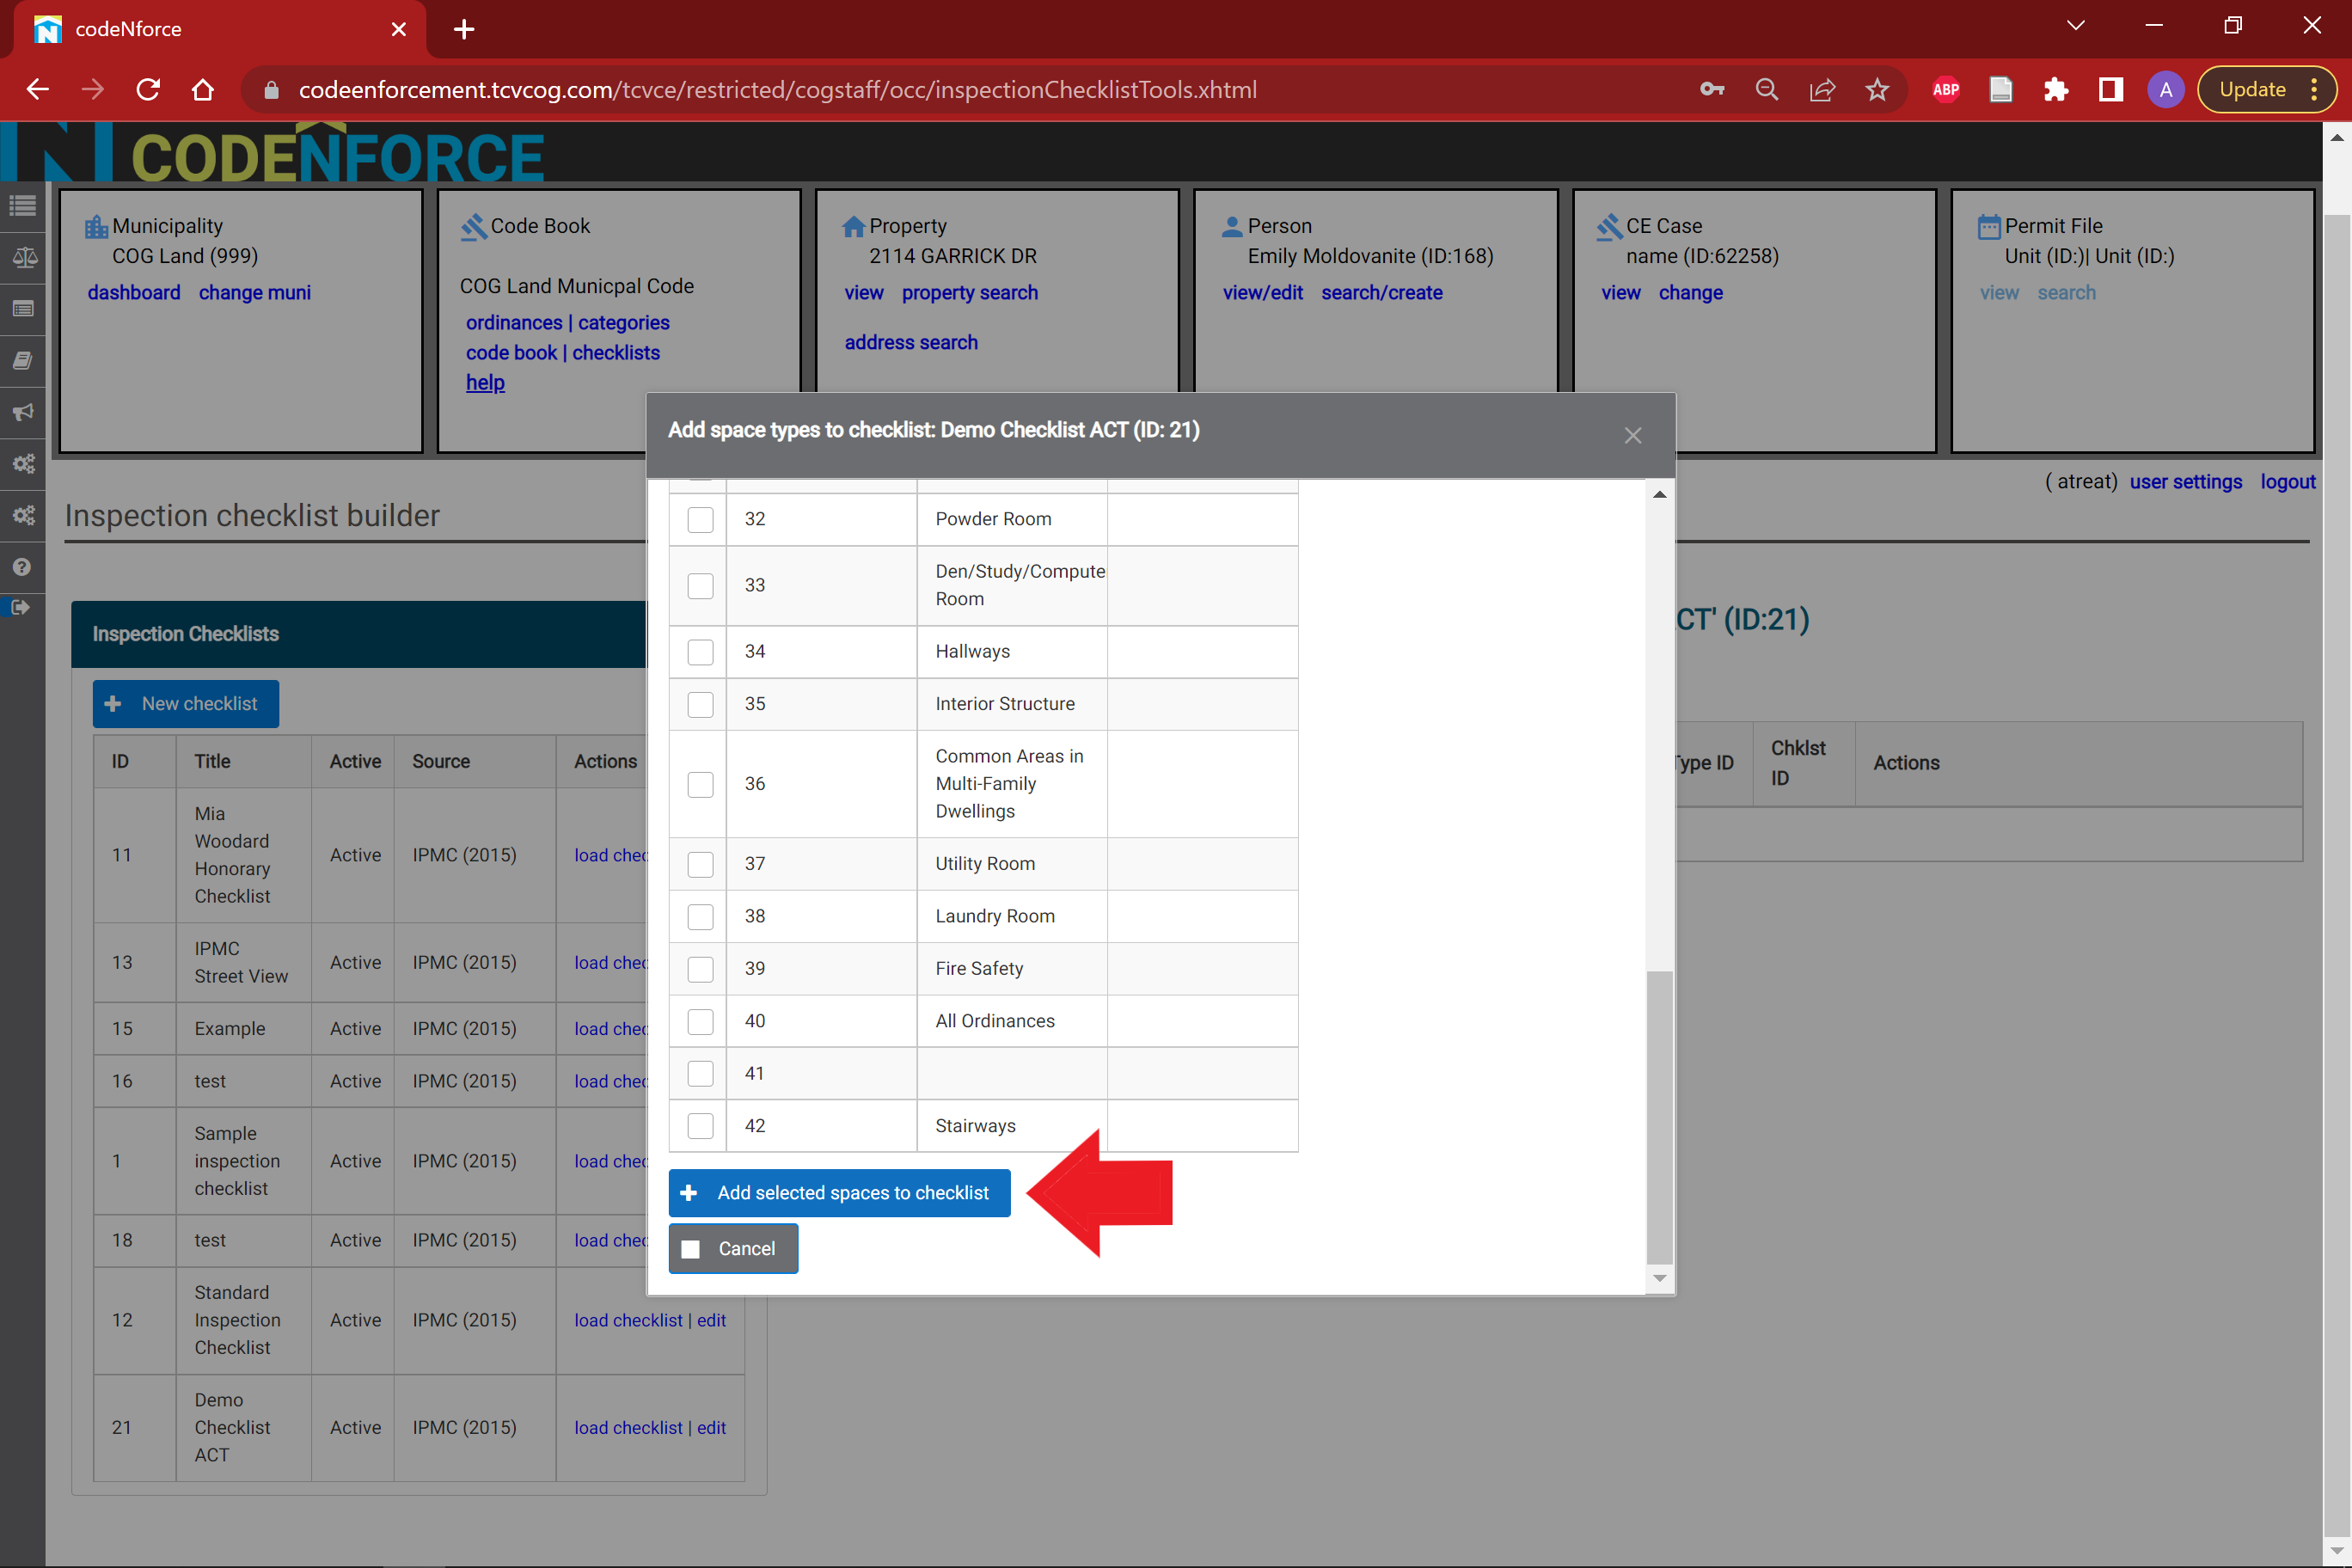 codeNforce
codeenforcement.tcvcog.com/tcvce/restricted/cogstaff/occ/inspectionChecklistTools.xhtml
ABP
A
Update
CODENFORCE
Municipality
COG Land (999)
dashboard change muni
Code Book
COG Land Municpal Code
ordinances | categories
code book | checklists
help
Property
2114 GARRICK DR
view property search
address search
Person
Emily Moldovanite (ID:168)
view/edit search/create
CE Case
name (ID:62258)
view change
Permit File
Unit (ID:)| Unit (ID:)
view search
( atreat) user settings logout
Inspection checklist builder
Inspection Checklists
New checklist
ID Title Active Source Actions
11 Mia Woodard Honorary Checklist Active IPMC (2015) load chec
13 IPMC Street View Active IPMC (2015) load chec
15 Example Active IPMC (2015) load chec
16 test Active IPMC (2015) load chec
1 Sample inspection checklist Active IPMC (2015) load chec
18 test Active IPMC (2015) load chec
12 Standard Inspection Checklist Active IPMC (2015) load checklist | edit
21 Demo Checklist ACT Active IPMC (2015) load checklist | edit
CT' (ID:21)
Type ID Chklst ID Actions
Add space types to checklist: Demo Checklist ACT (ID: 21)
32 Powder Room
33 Den/Study/Compute
Room
34 Hallways
35 Interior Structure
36 Common Areas in
Multi-Family
Dwellings
37 Utility Room
38 Laundry Room
39 Fire Safety
40 All Ordinances
41
42 Stairways
Add selected spaces to checklist
Cancel